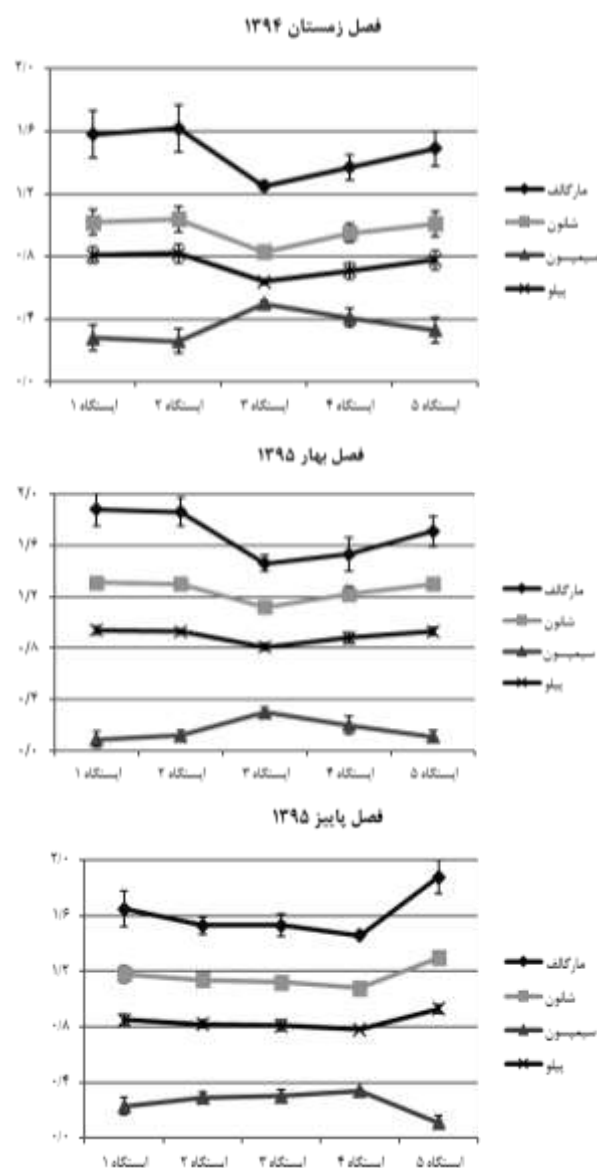 فصل زمستان ۱۳۹۴
۲/۰
۱/۶
۱/۲
۰/۸
۰/۴
۰/۰
ایستگاه ۱ ایستگاه ۲ ایستگاه ۳ ایستگاه ۴ ایستگاه ۵
مارگالف
شانون
سیمپسون
پیلو
فصل بهار ۱۳۹۵
۲/۰
۱/۶
۱/۲
۰/۸
۰/۴
۰/۰
ایستگاه ۱ ایستگاه ۲ ایستگاه ۳ ایستگاه ۴ ایستگاه ۵
مارگالف
شانون
سیمپسون
پیلو
فصل پاییز ۱۳۹۵
۲/۰
۱/۶
۱/۲
۰/۸
۰/۴
۰/۰
ایستگاه ۱ ایستگاه ۲ ایستگاه ۳ ایستگاه ۴ ایستگاه ۵
مارگالف
شانون
سیمپسون
پیلو